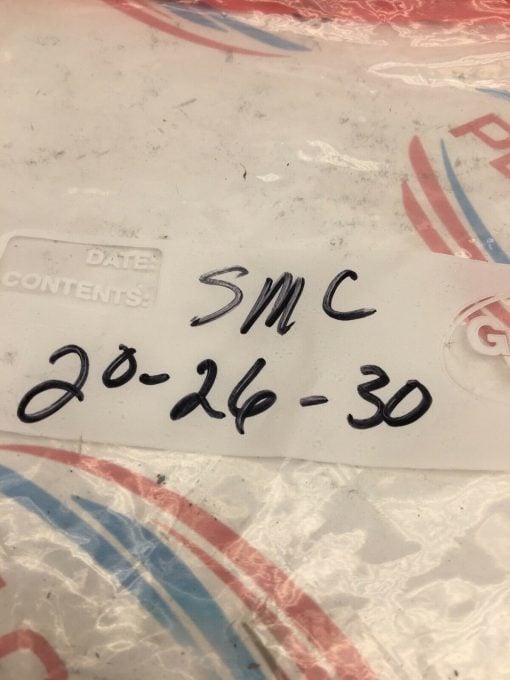 DATE:
CONTENTS:
SMC
20-26-30